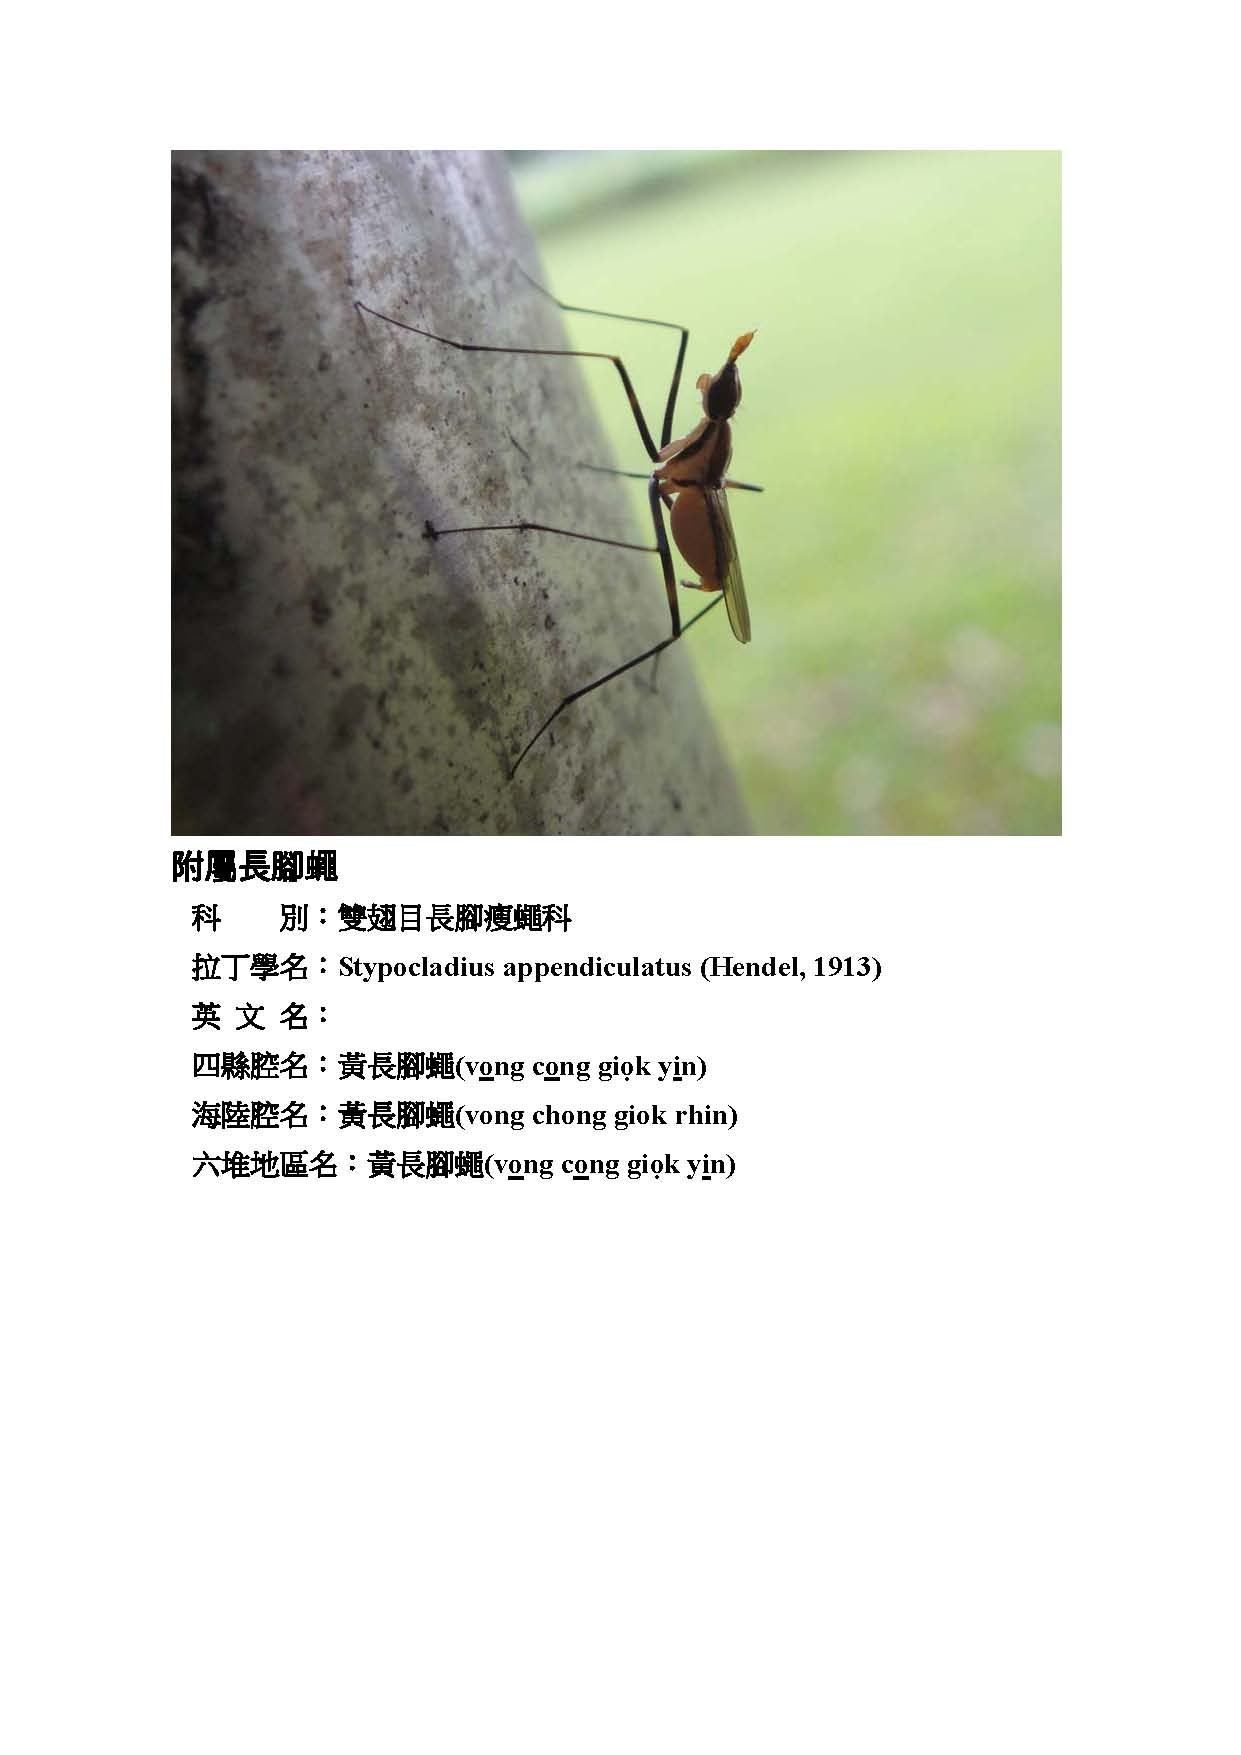 附屬長腳蠅
科　　別：雙翅目長腳瘦蠅科
拉丁學名：Stypocladius appendiculatus (Hendel, 1913)
英 文 名：
四縣腔名：黃長腳蠅(vo̲ng co̲ng giọk yi̲n)
海陸腔名：黃長腳蠅(vong chong giok rhin)
六堆地區名：黃長腳蠅(vo̲ng co̲ng giọk yi̲n)